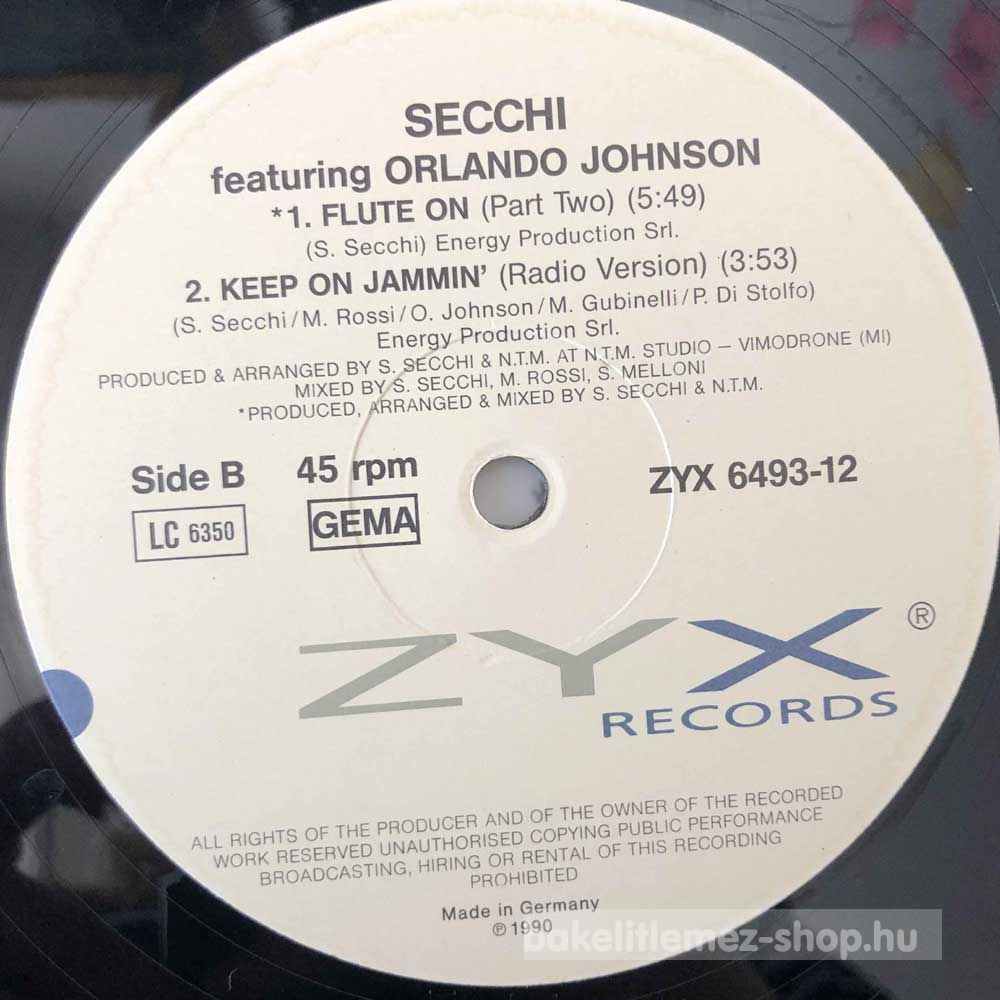 SECCHI
featuring ORLANDO JOHNSON
*1. FLUTE ON (Part Two) (5:49)
(S. Secchi) Energy Production Srl.
2. KEEP ON JAMMIN' (Radio Version) (3:53)
(S. Secchi/M. Rossi/O. Johnson/M. Gubinelli/P. Di Stolfo)
Energy Production Srl.
PRODUCED & ARRANGED BY S. SECCHI & N.T.M. AT N.T.M. STUDIO – VIMODRONE (MI)
MIXED BY S. SECCHI, M. ROSSI, S. MELLONI
*PRODUCED, ARRANGED & MIXED BY S. SECCHI & N.T.M.
Side B 45 rpm ZYX 6493-12
LC 6350 GEMA
ZYX ®
RECORDS
ALL RIGHTS OF THE PRODUCER AND OF THE OWNER OF THE RECORDED
WORK RESERVED UNAUTHORISED COPYING PUBLIC PERFORMANCE
BROADCASTING, HIRING OR RENTAL OF THIS RECORDING
PROHIBITED
Made in Germany
℗ 1990
bakelitlemez-shop.hu